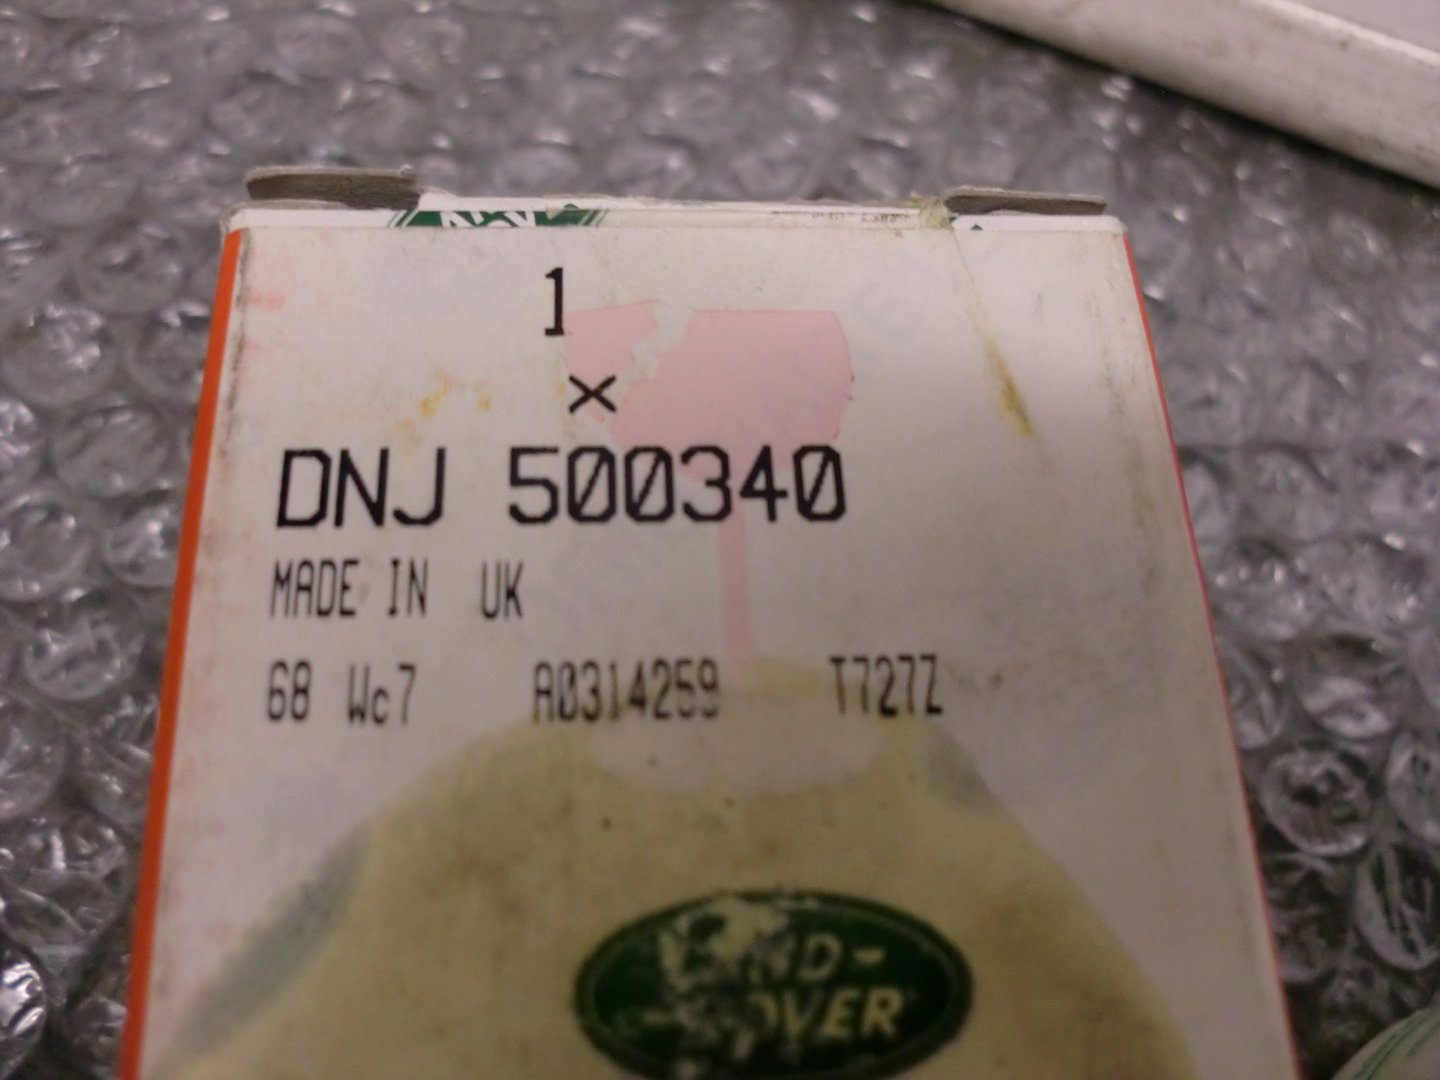 1
×
DNJ 500340
MADE IN UK
68 Wc7 A0314259 T727Z
LAND-
ROVER